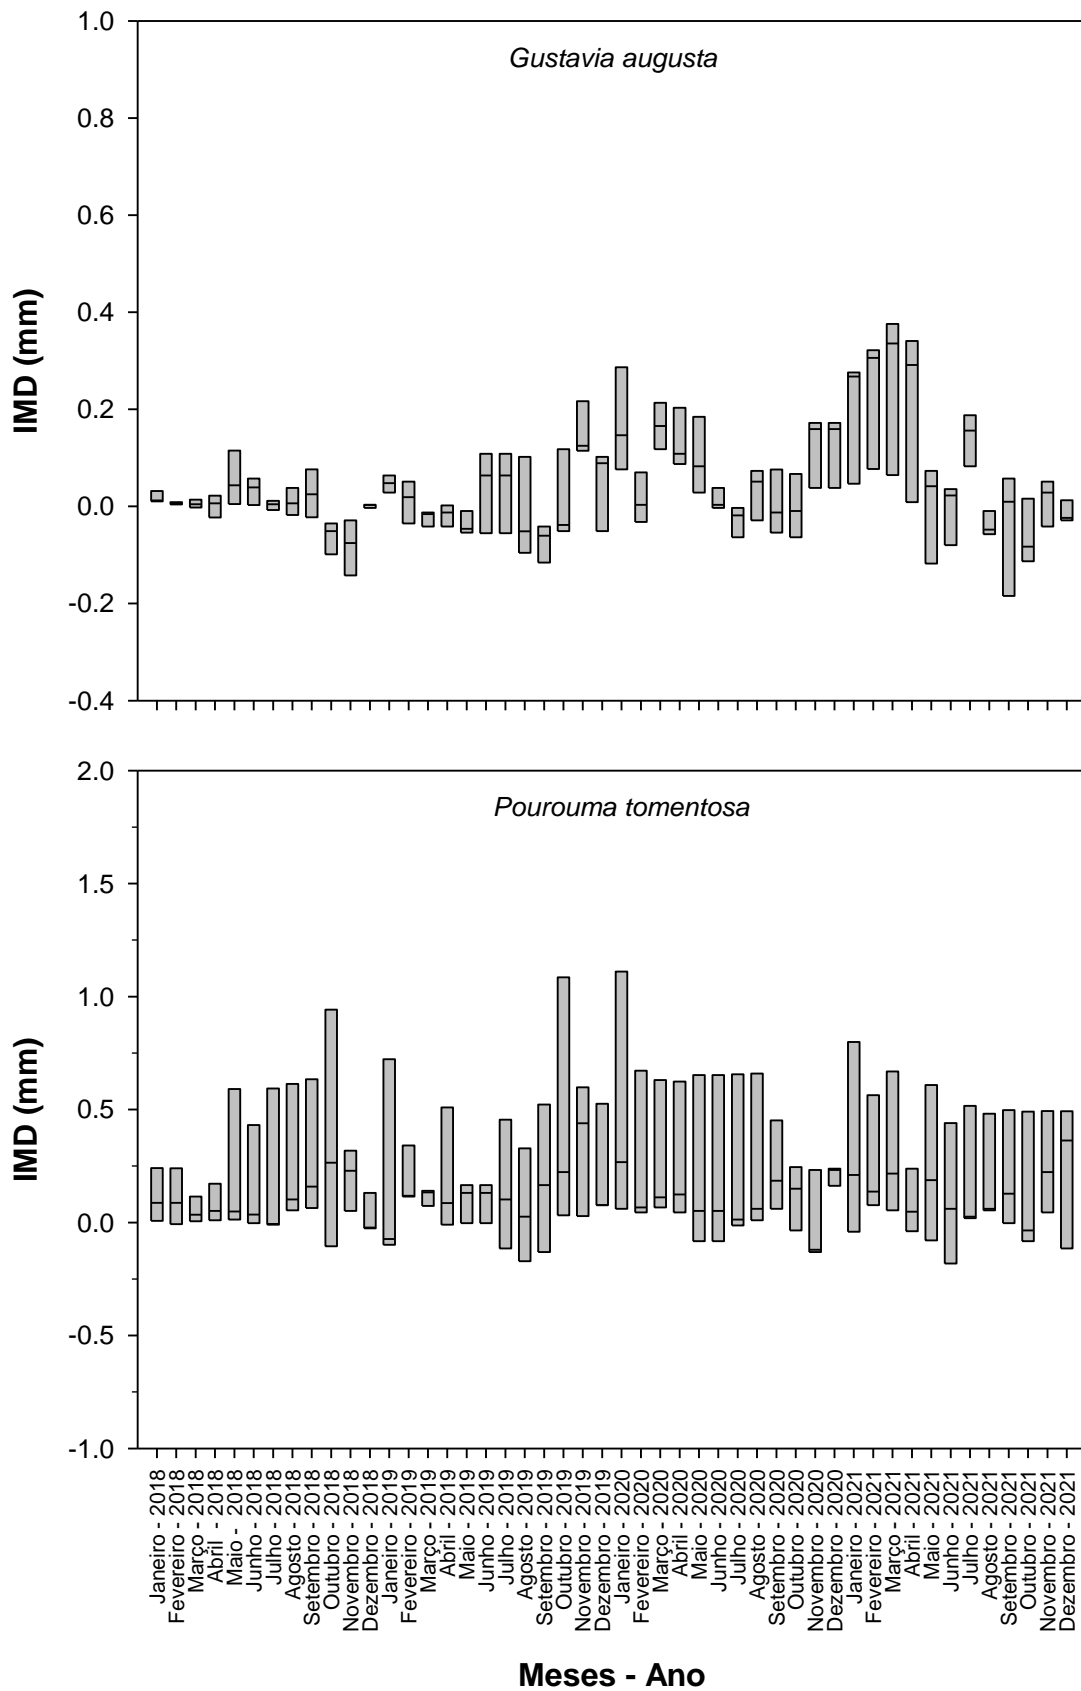 Gustavia augusta
1.0
0.8
0.6
0.4
0.2
0.0
-0.2
-0.4
IMD (mm)
Pourouma tomentosa
2.0
1.5
1.0
0.5
0.0
-0.5
-1.0
IMD (mm)
Janeiro - 2018
Fevereiro - 2018
Março - 2018
Abril - 2018
Maio - 2018
Junho - 2018
Julho - 2018
Agosto - 2018
Setembro - 2018
Outubro - 2018
Novembro - 2018
Dezembro - 2018
Janeiro - 2019
Fevereiro - 2019
Março - 2019
Abril - 2019
Maio - 2019
Junho - 2019
Julho - 2019
Agosto - 2019
Setembro - 2019
Outubro - 2019
Novembro - 2019
Dezembro - 2019
Janeiro - 2020
Fevereiro - 2020
Março - 2020
Abril - 2020
Maio - 2020
Junho - 2020
Julho - 2020
Agosto - 2020
Setembro - 2020
Outubro - 2020
Novembro - 2020
Dezembro - 2020
Janeiro - 2021
Fevereiro - 2021
Março - 2021
Abril - 2021
Maio - 2021
Junho - 2021
Julho - 2021
Agosto - 2021
Setembro - 2021
Outubro - 2021
Novembro - 2021
Dezembro - 2021
Meses - Ano